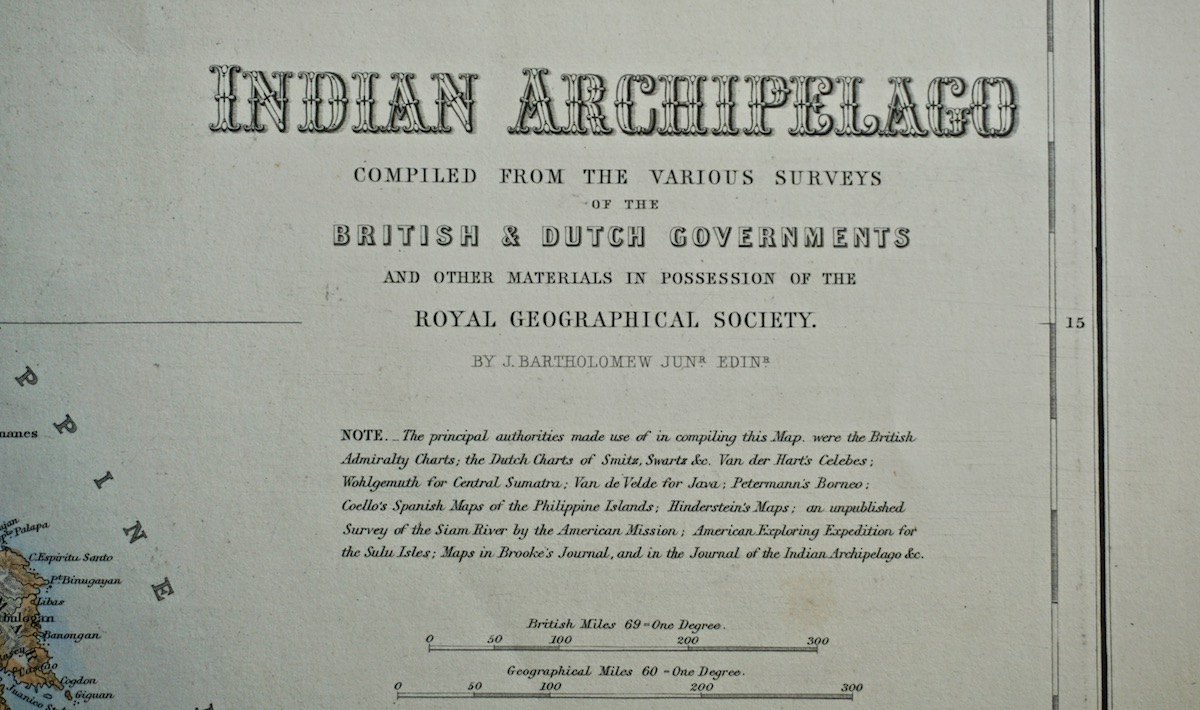 INDIAN ARCHIPELAGO
COMPILED FROM THE VARIOUS SURVEYS
OF THE
BRITISH & DUTCH GOVERNMENTS
AND OTHER MATERIALS IN POSSESSION OF THE
ROYAL GEOGRAPHICAL SOCIETY.
BY J. BARTHOLOMEW JUNR EDINR
15
NOTE._ The principal authorities made use of in compiling this Map. were the British
Admiralty Charts; the Dutch Charts of Smitz, Swartz &c. Van der Hart's Celebes;
Wohlgemuth for Central Sumatra; Van de Velde for Java; Petermann's Borneo;
Coello's Spanish Maps of the Philippine Islands; Hinderstein's Maps; an unpublished
Survey of the Siam River by the American Mission; American Exploring Expedition for
the Sulu Isles; Maps in Brooke's Journal, and in the Journal of the Indian Archipelago &c.
British Miles 69=One Degree.
0 50 100 200 300
Geographical Miles 60=One Degree.
0 50 100 200 300
P P I N E
Palapa
C. Espiritu Santo
Pt Binugayan
Libas
Banongan
Cogdon
Giguan